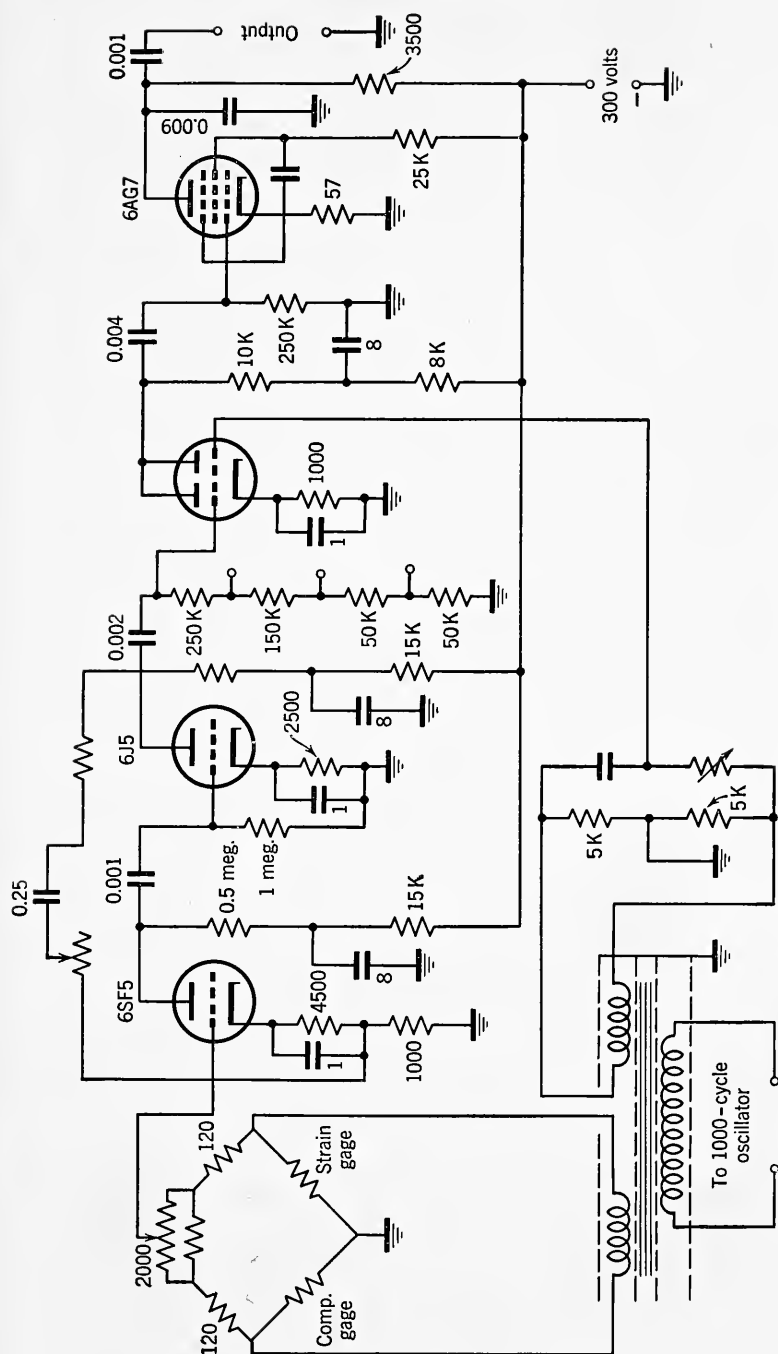 0.001
Output
3500
0.009
6AG7
57
25K
300 volts
–
0.004
10K
250K
8
8K
1000
1
0.002
250K
150K
50K
50K
15K
8
6J5
2500
1
0.25
0.001
0.5 meg.
1 meg.
15K
8
6SF5
4500
1
1000
5K
5K
2000
120
120
Strain
gage
Comp.
gage
To 1000-cycle
oscillator